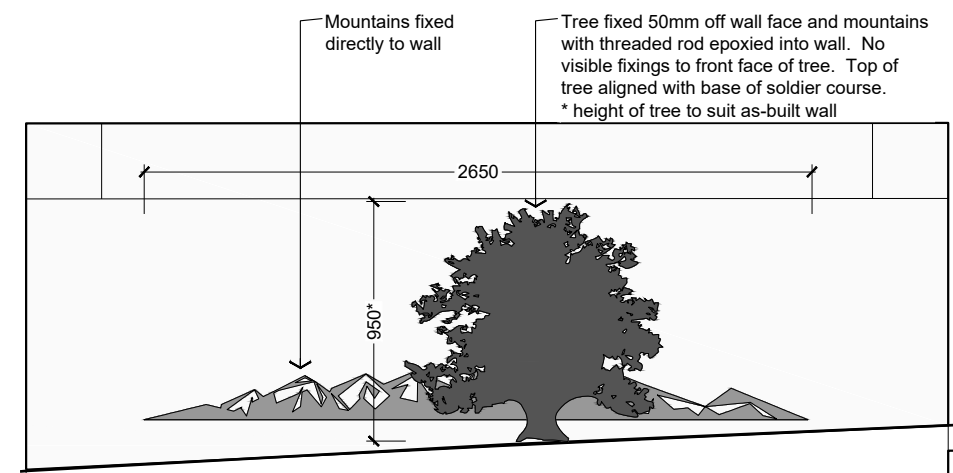 Mountains fixed
directly to wall
Tree fixed 50mm off wall face and mountains
with threaded rod epoxied into wall.  No
visible fixings to front face of tree.  Top of
tree aligned with base of soldier course.
* height of tree to suit as-built wall
2650
950*